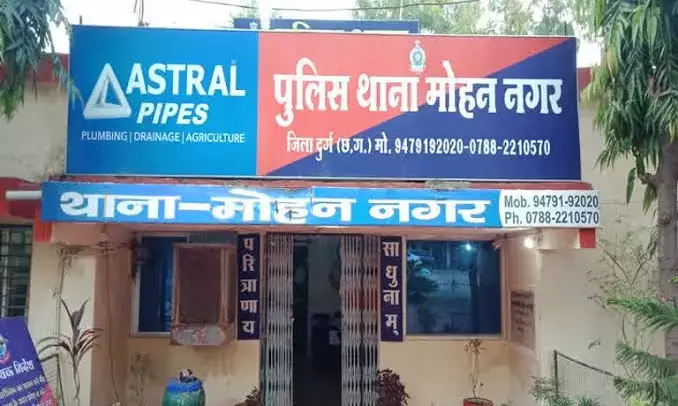 ASTRAL
PIPES
PLUMBING | DRAINAGE | AGRICULTURE
पुलिस थाना मोहन नगर
जिला दुर्ग (छ.ग.) मो. 9479192020-0788-2210570
थाना-मोहन नगर
Mob. 94791-92020
Ph. 0788-2210570
परित्राणाय
साधुनाम्